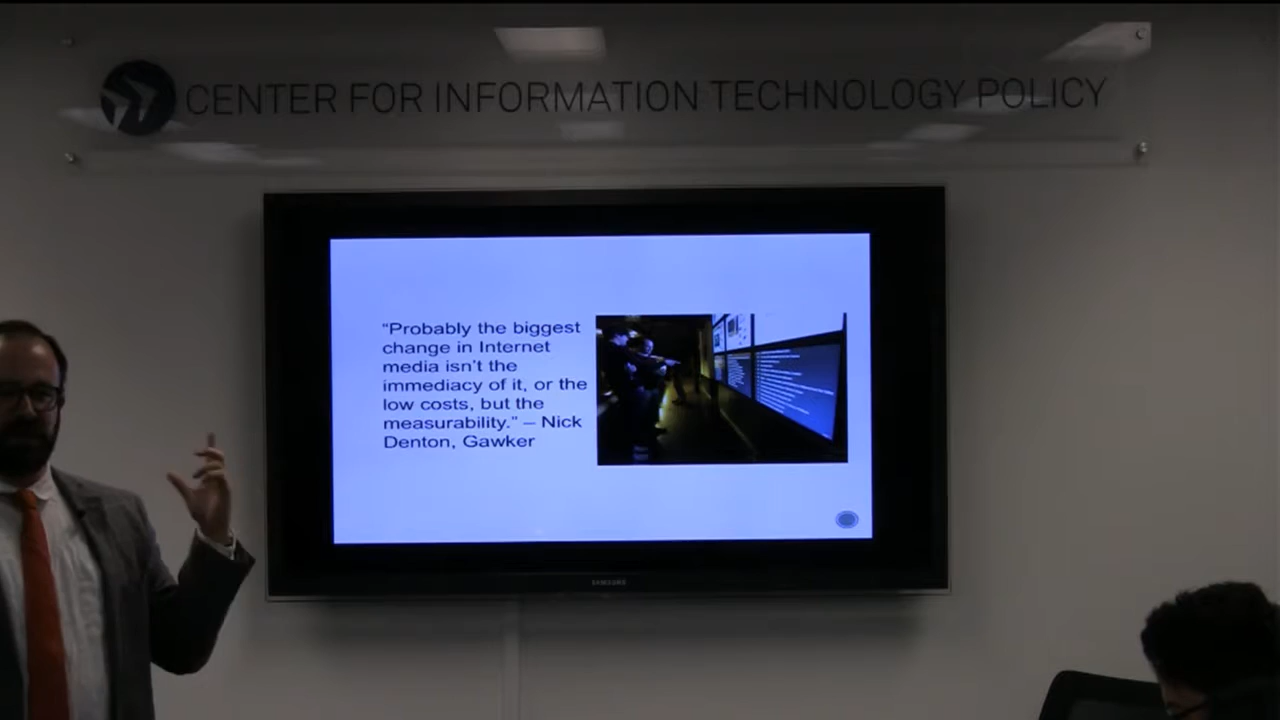 CENTER FOR INFORMATION TECHNOLOGY POLICY
“Probably the biggest
change in Internet
media isn’t the
immediacy of it, or the
low costs, but the
measurability.” – Nick
Denton, Gawker
SAMSUNG